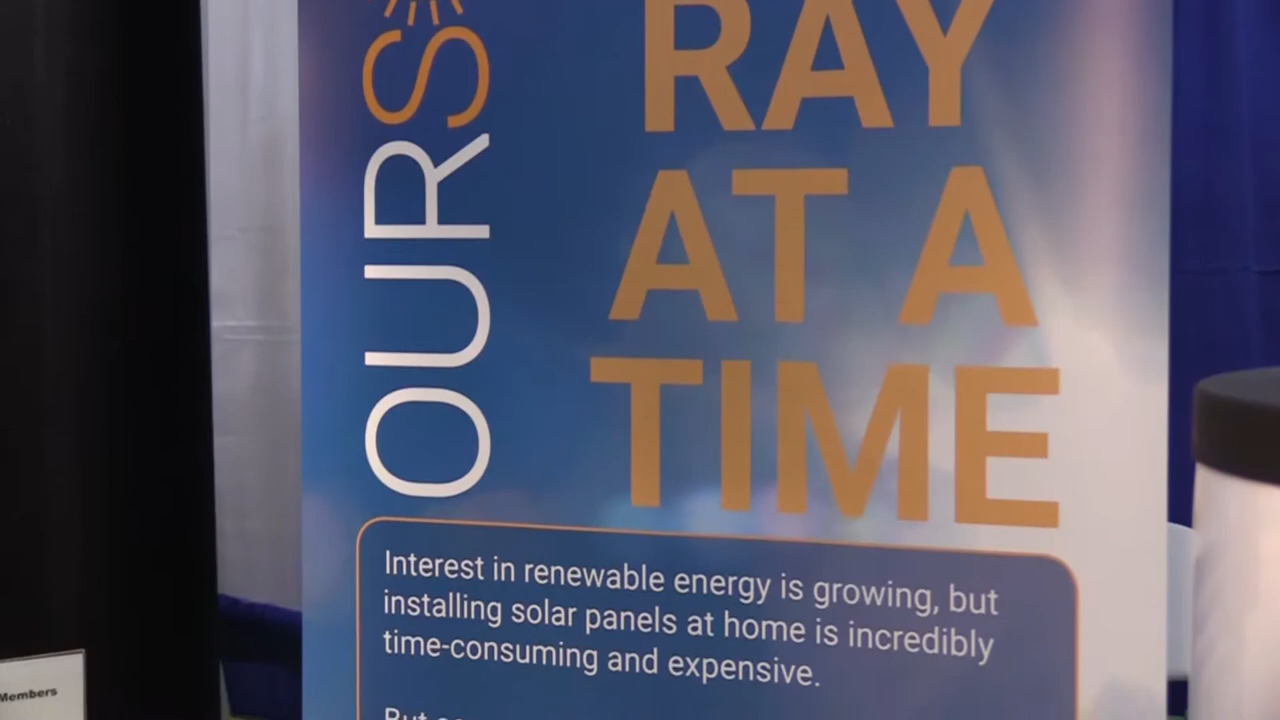 OURS
RAY
AT A
TIME
Interest in renewable energy is growing, but
installing solar panels at home is incredibly
time-consuming and expensive.
But
Members